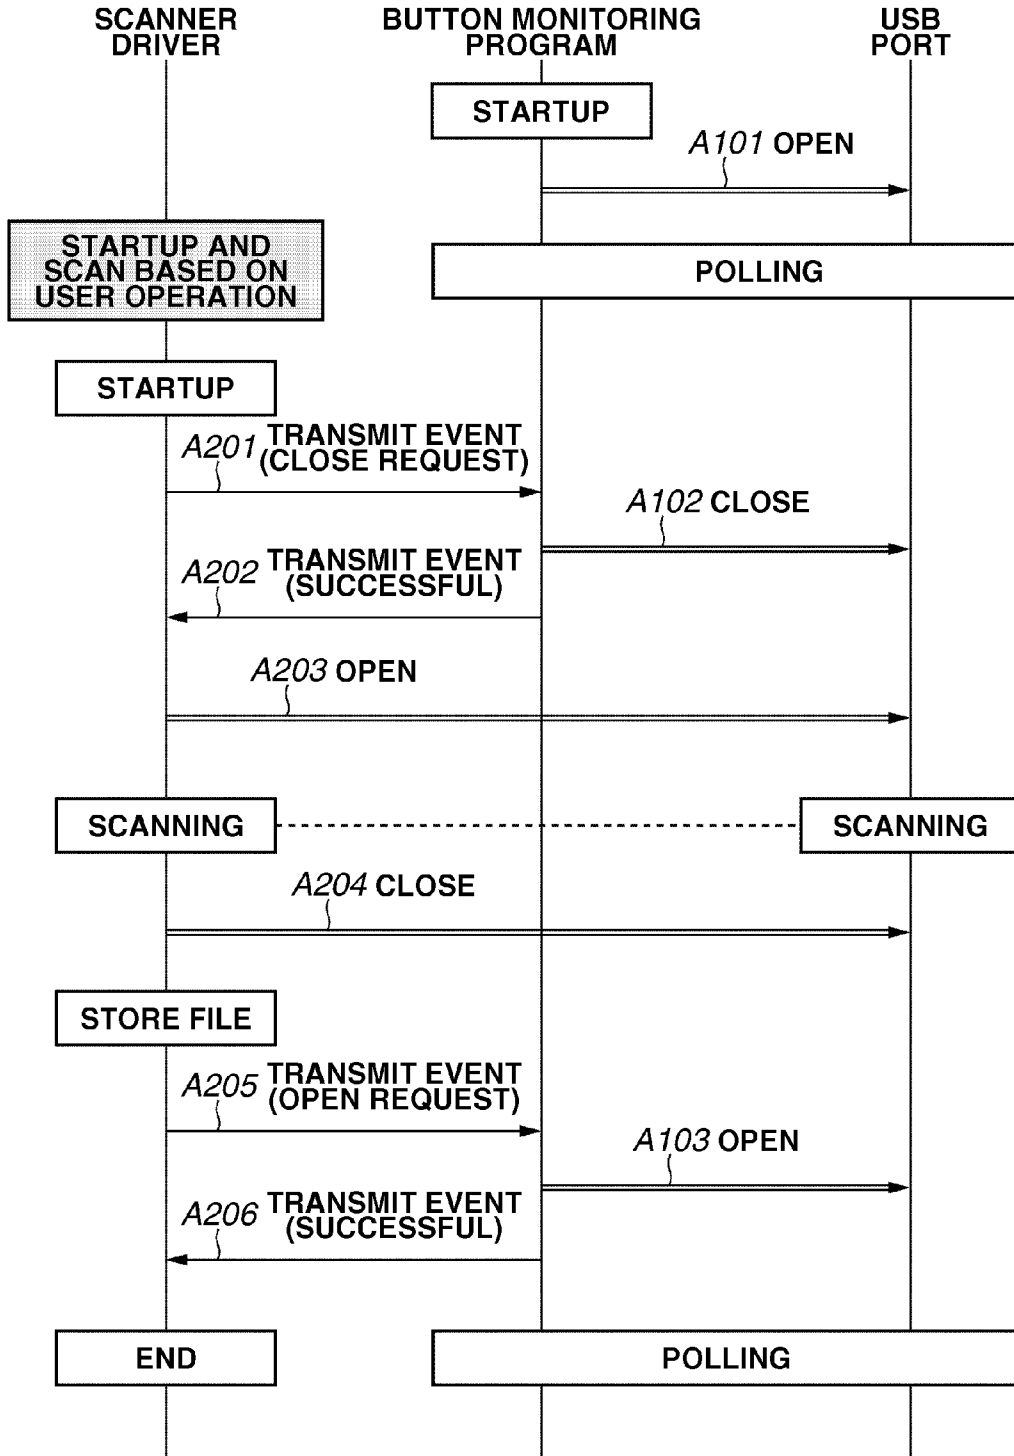 SCANNER
DRIVER
BUTTON MONITORING
PROGRAM
USB
PORT
STARTUP
A101 OPEN
STARTUP AND
SCAN BASED ON
USER OPERATION
POLLING
STARTUP
A201 TRANSMIT EVENT
(CLOSE REQUEST)
A102 CLOSE
A202 TRANSMIT EVENT
(SUCCESSFUL)
A203 OPEN
SCANNING
SCANNING
A204 CLOSE
STORE FILE
A205 TRANSMIT EVENT
(OPEN REQUEST)
A103 OPEN
A206 TRANSMIT EVENT
(SUCCESSFUL)
END
POLLING